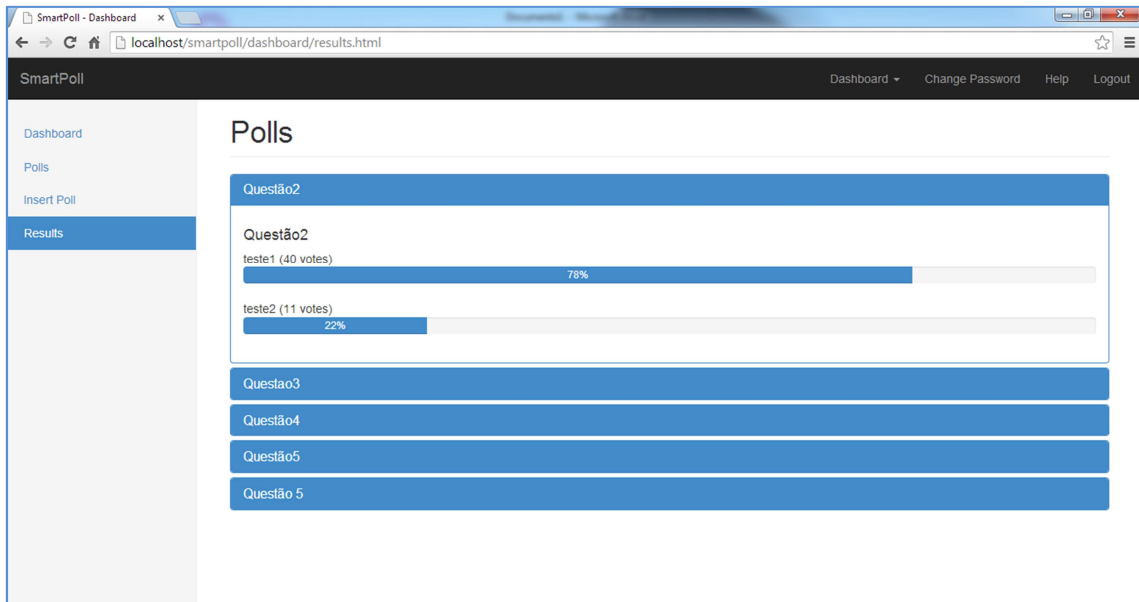 SmartPoll - Dashboard
localhost/smartpoll/dashboard/results.html
SmartPoll Dashboard Change Password Help Logout
Dashboard
Polls
Insert Poll
Results
Polls
Questão2
Questão2
teste1 (40 votes)
78%
teste2 (11 votes)
22%
Questao3
Questão4
Questão5
Questão 5